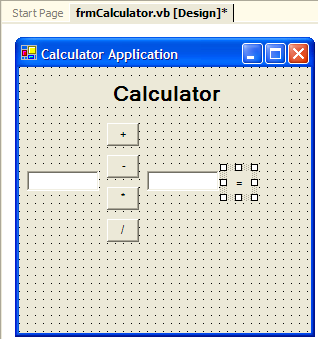 Start Page frmCalculator.vb [Design]*
Calculator Application
Calculator
+
-
*
/
=